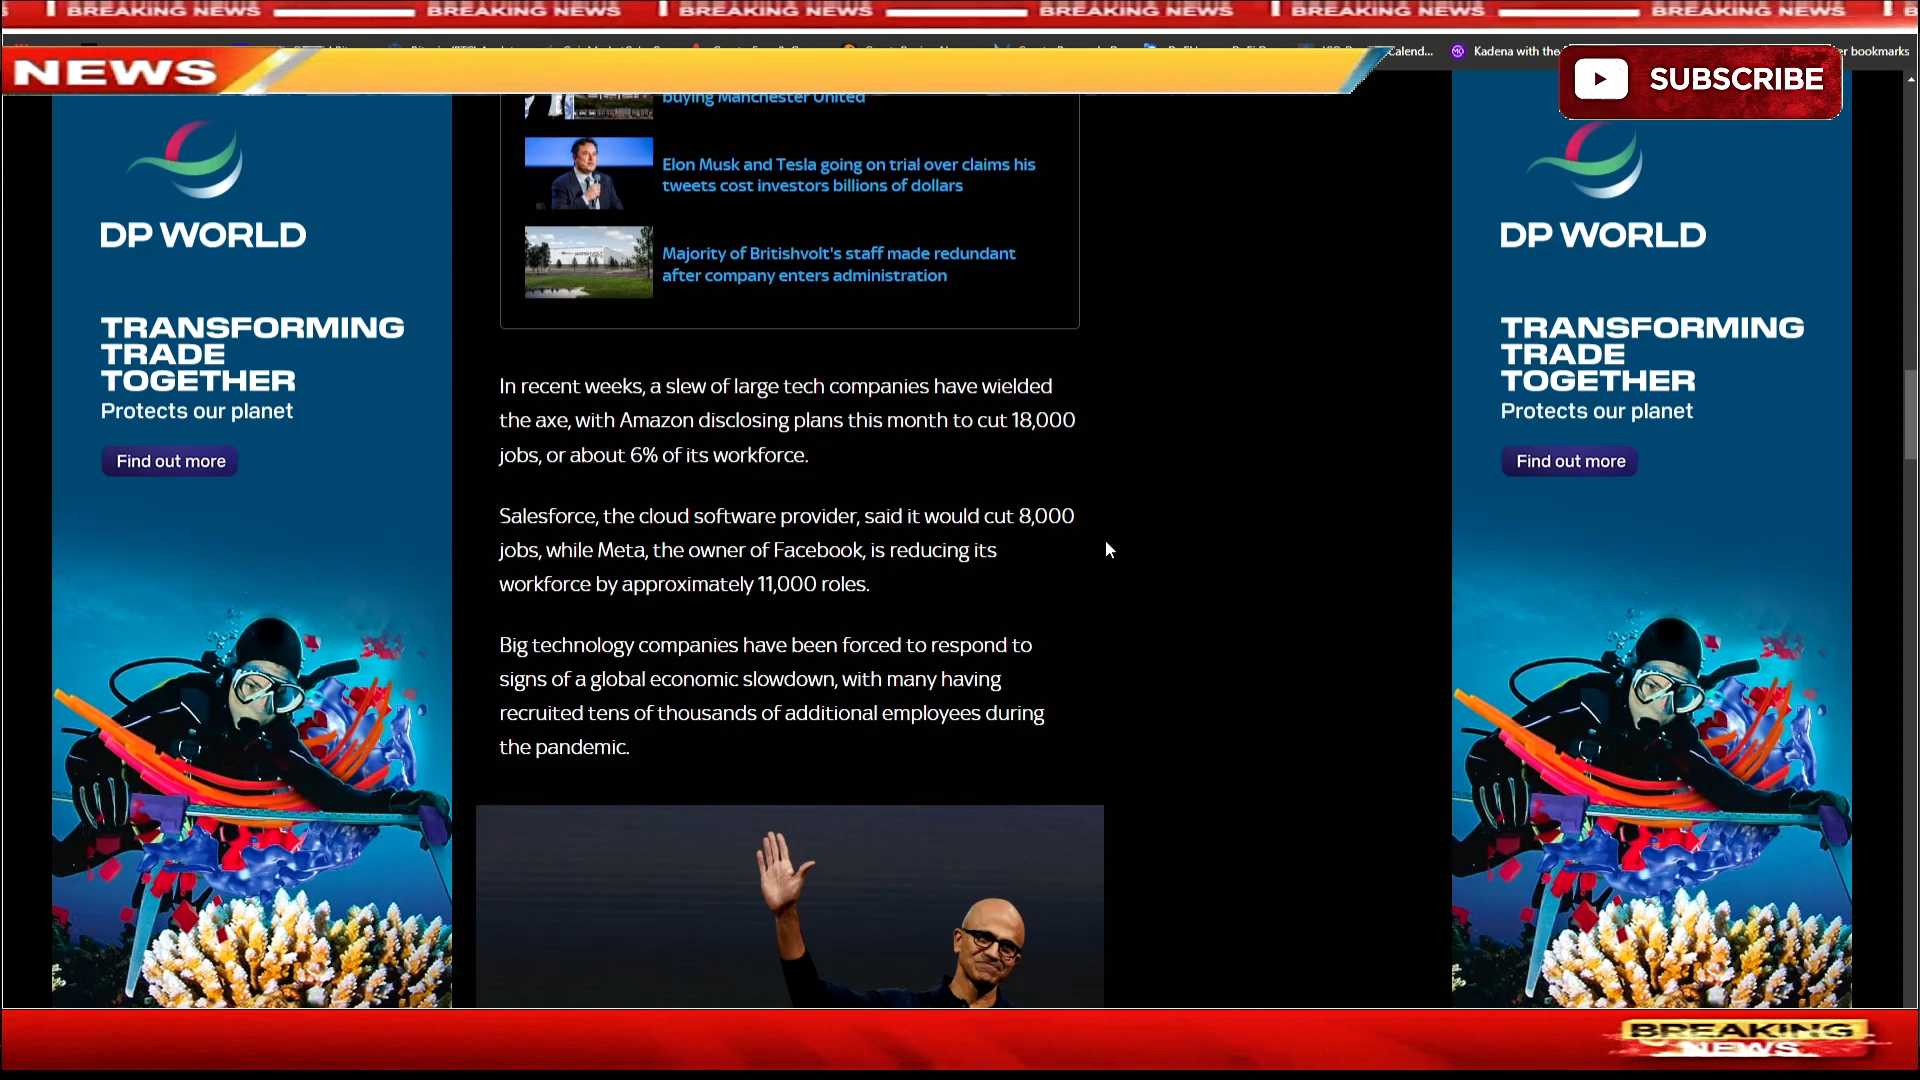 BREAKING NEWS BREAKING NEWS BREAKING NEWS BREAKING NEWS BREAKING NEWS BREAKING NEWS
Calend... Kadena with the
er bookmarks
NEWS
SUBSCRIBE
buying Manchester United
Elon Musk and Tesla going on trial over claims his
tweets cost investors billions of dollars
Majority of Britishvolt's staff made redundant
after company enters administration
DP WORLD
TRANSFORMING
TRADE
TOGETHER
Protects our planet
Find out more
In recent weeks, a slew of large tech companies have wielded
the axe, with Amazon disclosing plans this month to cut 18,000
jobs, or about 6% of its workforce.
Salesforce, the cloud software provider, said it would cut 8,000
jobs, while Meta, the owner of Facebook, is reducing its
workforce by approximately 11,000 roles.
Big technology companies have been forced to respond to
signs of a global economic slowdown, with many having
recruited tens of thousands of additional employees during
the pandemic.
DP WORLD
TRANSFORMING
TRADE
TOGETHER
Protects our planet
Find out more
BREAKING
NEWS